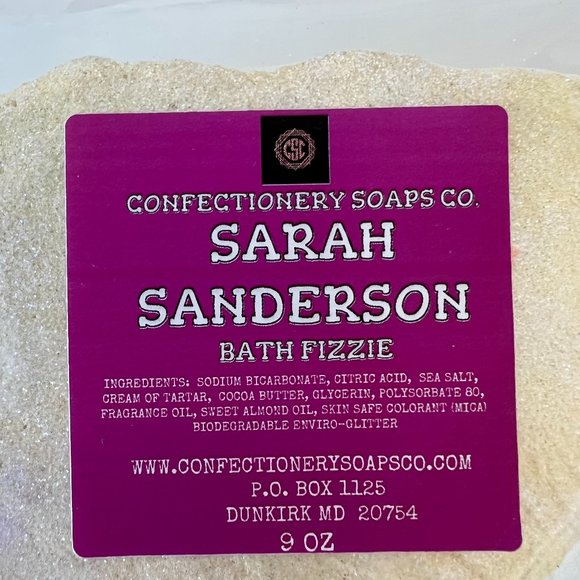 CSC
CONFECTIONERY SOAPS CO.
SARAH
SANDERSON
BATH FIZZIE
INGREDIENTS: SODIUM BICARBONATE, CITRIC ACID, SEA SALT,
CREAM OF TARTAR, COCOA BUTTER, GLYCERIN, POLYSORBATE 80,
FRAGRANCE OIL, SWEET ALMOND OIL, SKIN SAFE COLORANT (MICA)
BIODEGRADABLE ENVIRO-GLITTER
WWW.CONFECTIONERYSOAPSCO.COM
P.O. BOX 1125
DUNKIRK MD 20754
9 OZ